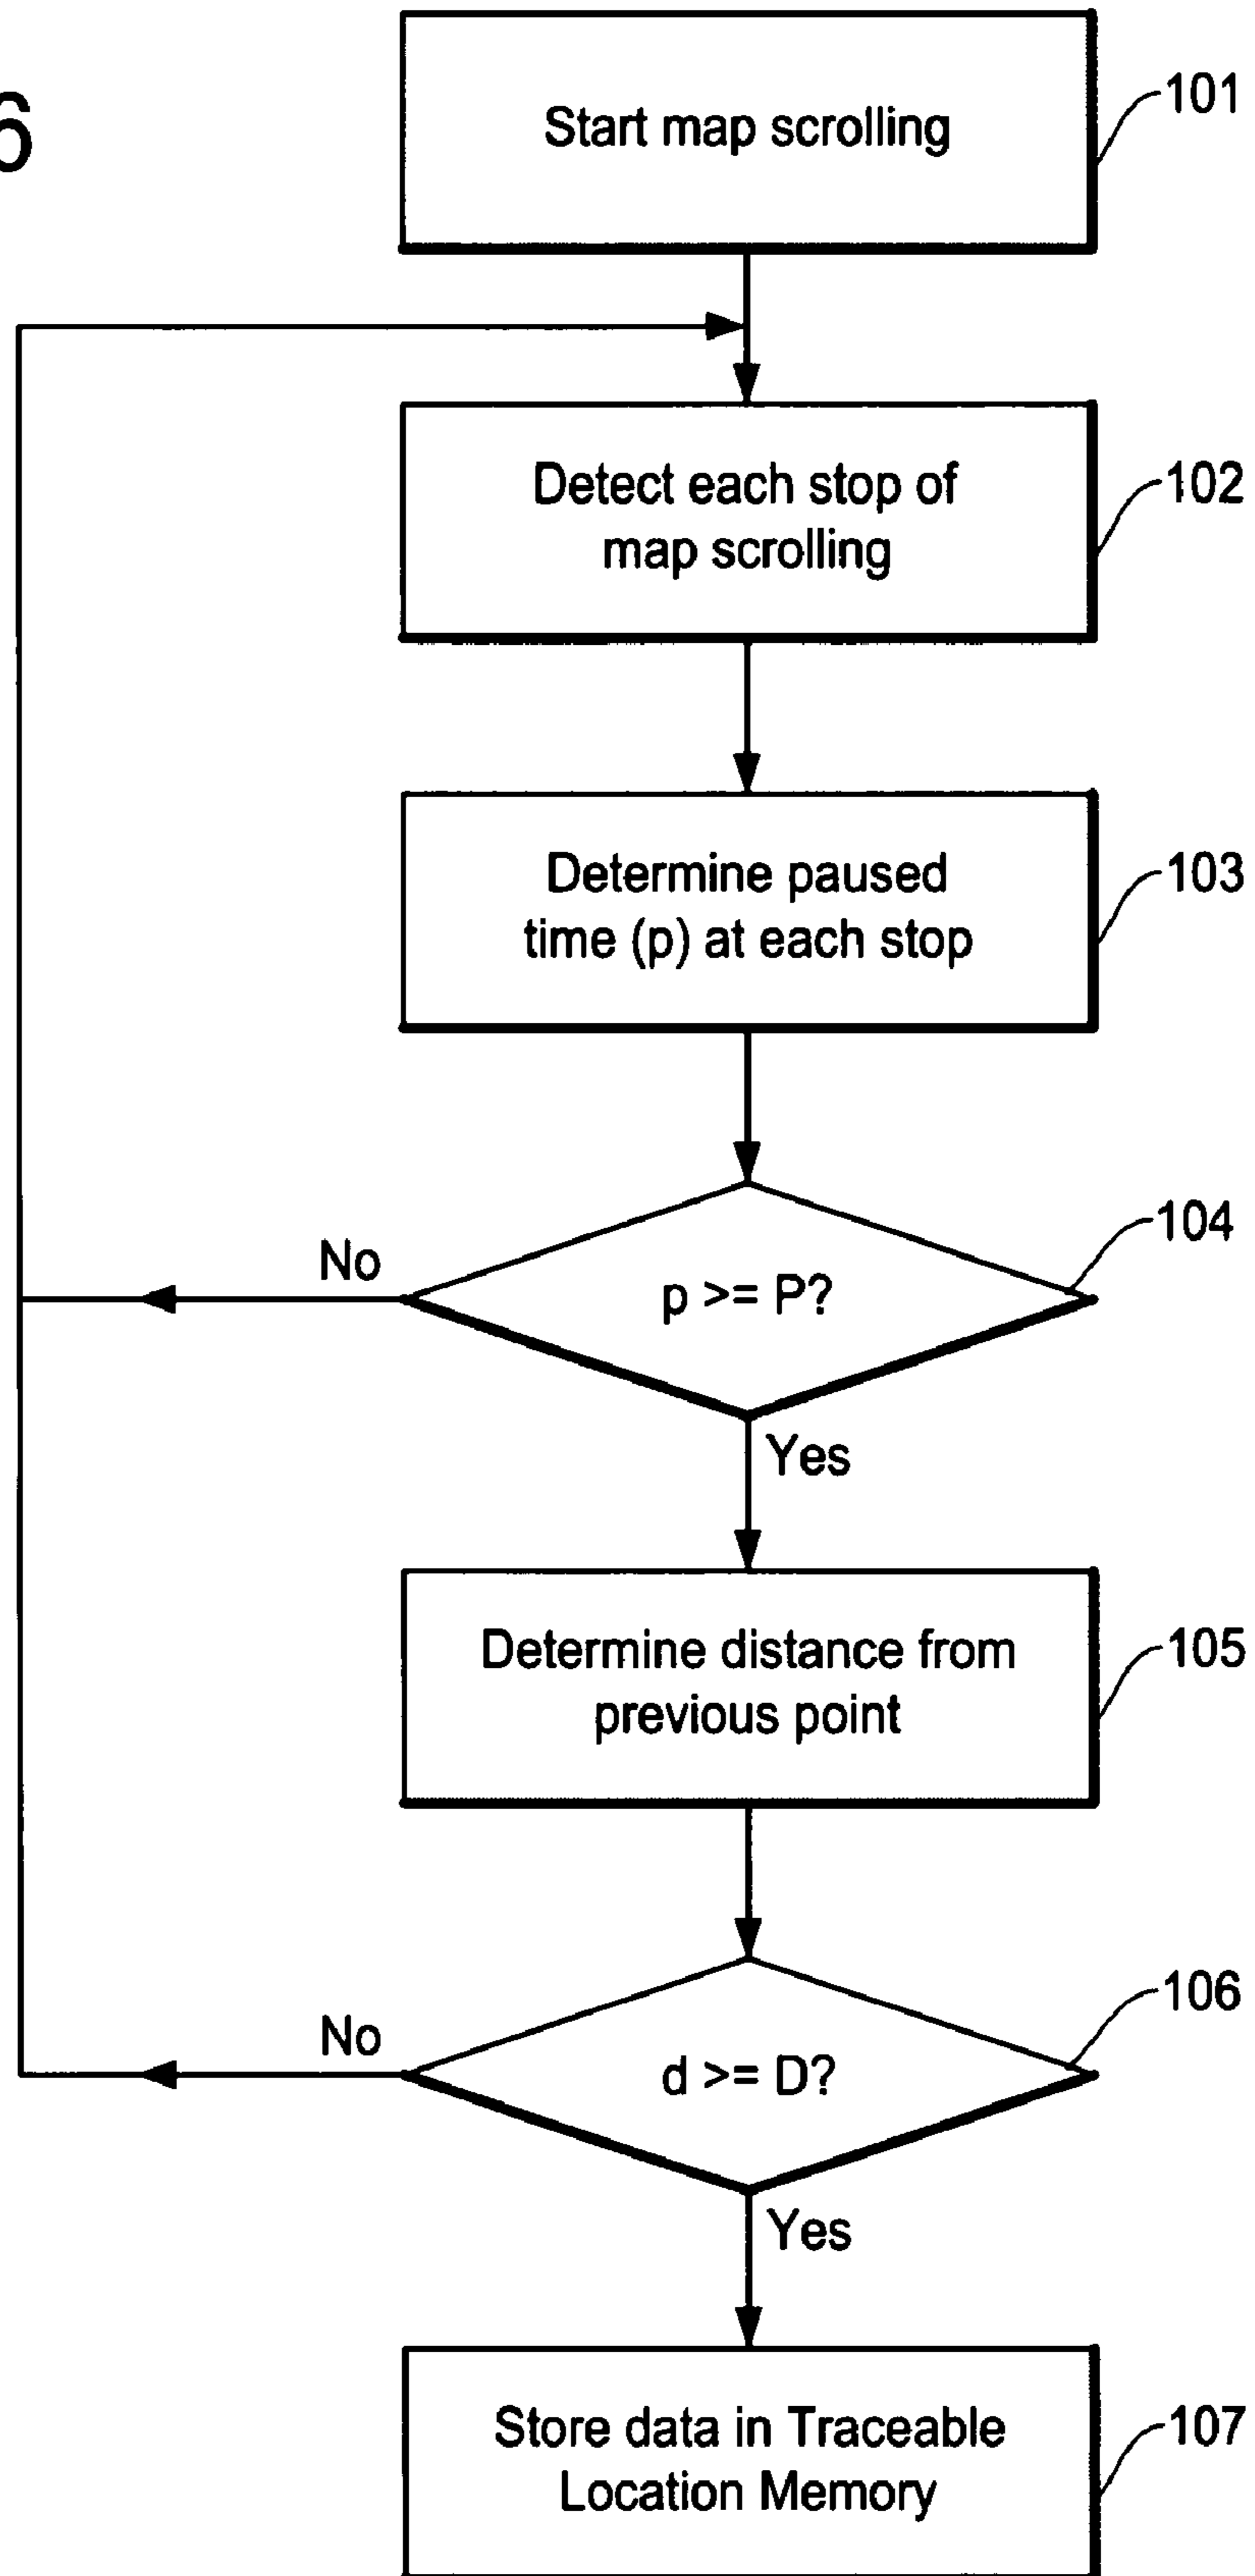 6
Start map scrolling
101
Detect each stop of
map scrolling
102
Determine paused
time (p) at each stop
103
No
p >= P?
104
Yes
Determine distance from
previous point
105
No
d >= D?
106
Yes
Store data in Traceable
Location Memory
107